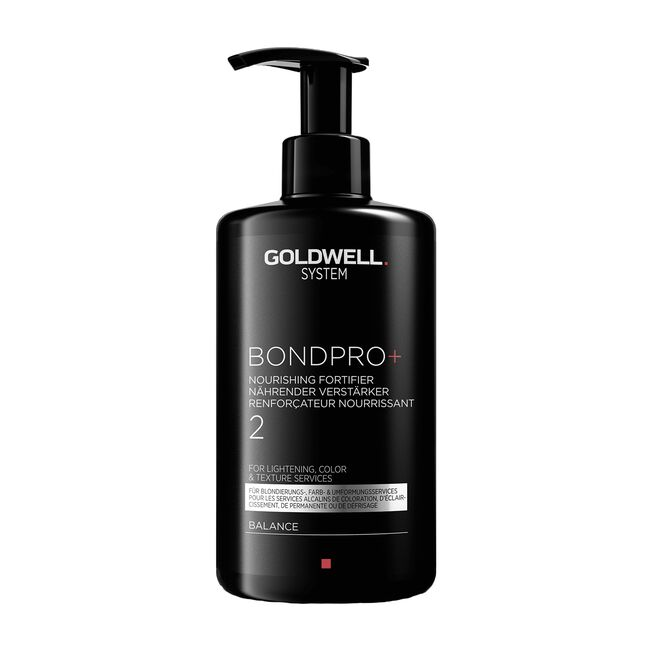 GOLDWELL.
SYSTEM
BONDPRO+
NOURISHING FORTIFIER
NÄHRENDER VERSTÄRKER
RENFORÇATEUR NOURRISSANT
2
FOR LIGHTENING, COLOR
& TEXTURE SERVICES
FÜR BLONDIERUNGS-, FARB- & UMFORMUNGSSERVICES
POUR LES SERVICES ALCALINS DE COLORATION, D'ÉCLAIR-
CISSEMENT, DE PERMANENTE OU DE DÉFRISAGE
BALANCE